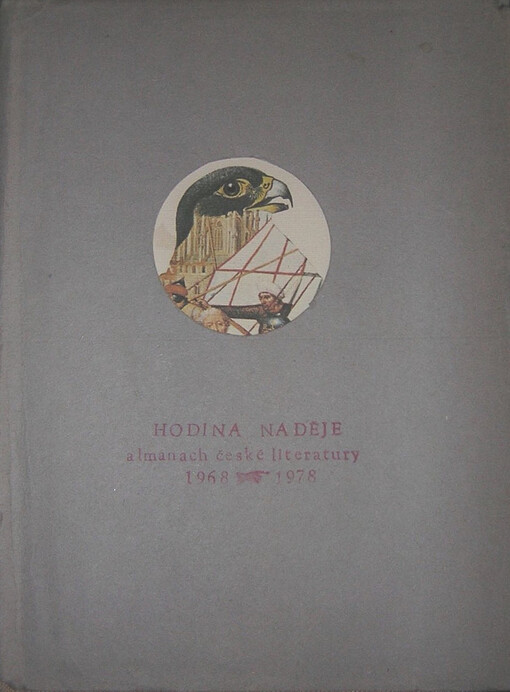 HODINA NADĚJE
almanach české literatury
1968 1978